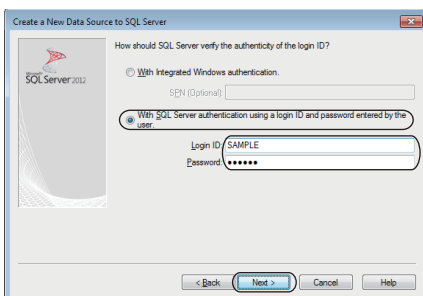 Create a New Data Source to SQL Server
How should SQL Server verify the authenticity of the login ID?
Microsoft
SQL Server 2012
With Integrated Windows authentication.
SPN (Optional):
With SQL Server authentication using a login ID and password entered by the
user.
Login ID: SAMPLE
Password: ●●●●●●
< Back Next > Cancel Help